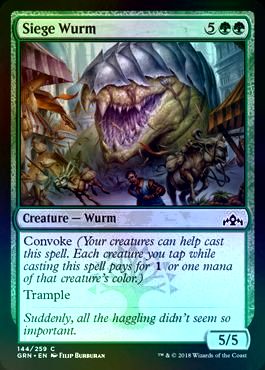 Siege Wurm 5
Creature — Wurm
Convoke (Your creatures can help cast
this spell. Each creature you tap while
casting this spell pays for 1 or one mana
of that creature's color.)
Trample
Suddenly, all the haggling didn't seem so
important.
5/5
144/259 C
GRN • EN Filip Burburan
™ & © 2018 Wizards of the Coast